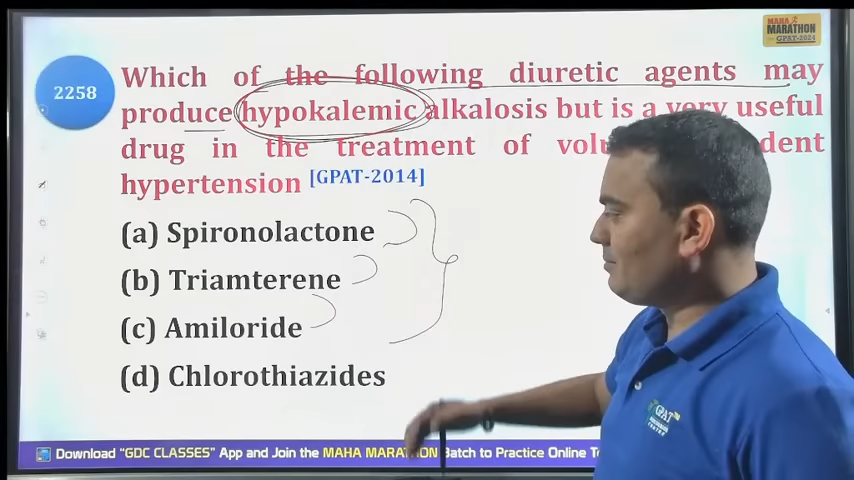 MAHA
MARATHON
GPAT-2024
2258
Which of the following diuretic agents may
produce hypokalemic alkalosis but is a very useful
drug in the treatment of dent
hypertension [GPAT-2014]
(a) Spironolactone
(b) Triamterene
(c) Amiloride
(d) Chlorothiazides
GPAT
Download "GDC CLASSES" App and Join the MAHA MARATHON Batch to Practice Online